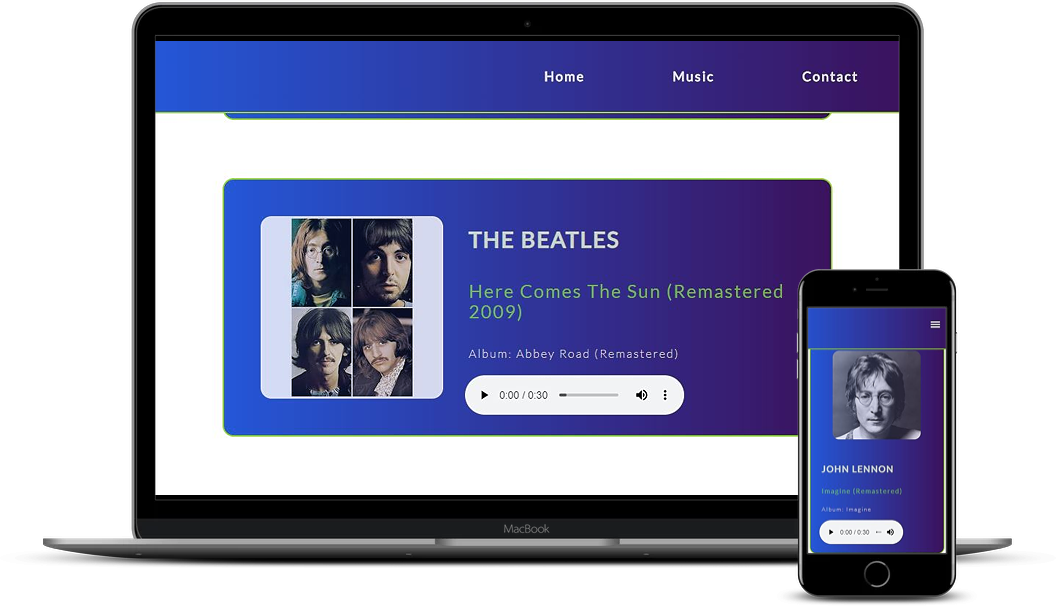 Home Music Contact
THE BEATLES
Here Comes The Sun (Remastered
2009)
Album: Abbey Road (Remastered)
0:00 / 0:30
MacBook
JOHN LENNON
Imagine (Remastered)
Album: Imagine
0:00 / 0:30